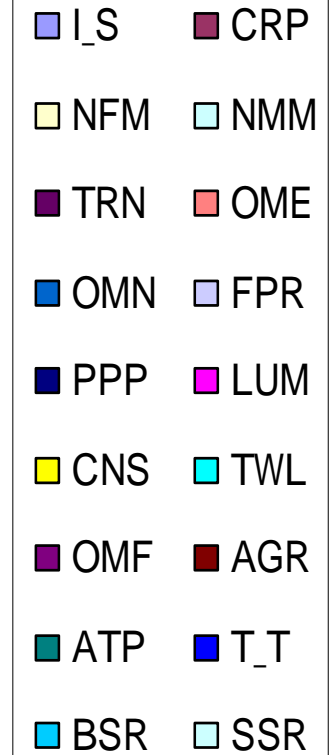 I_S CRP
NFM NMM
TRN OME
OMN FPR
PPP LUM
CNS TWL
OMF AGR
ATP T_T
BSR SSR